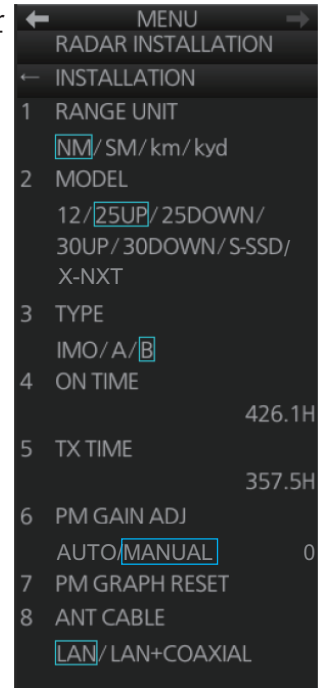 r
← MENU →
RADAR INSTALLATION
← INSTALLATION
1 RANGE UNIT
NM/SM/km/kyd
2 MODEL
12/25UP/25DOWN/
30UP/30DOWN/S-SSD/
X-NXT
3 TYPE
IMO/A/B
4 ON TIME
426.1H
5 TX TIME
357.5H
6 PM GAIN ADJ
AUTO/MANUAL 0
7 PM GRAPH RESET
8 ANT CABLE
LAN/LAN+COAXIAL